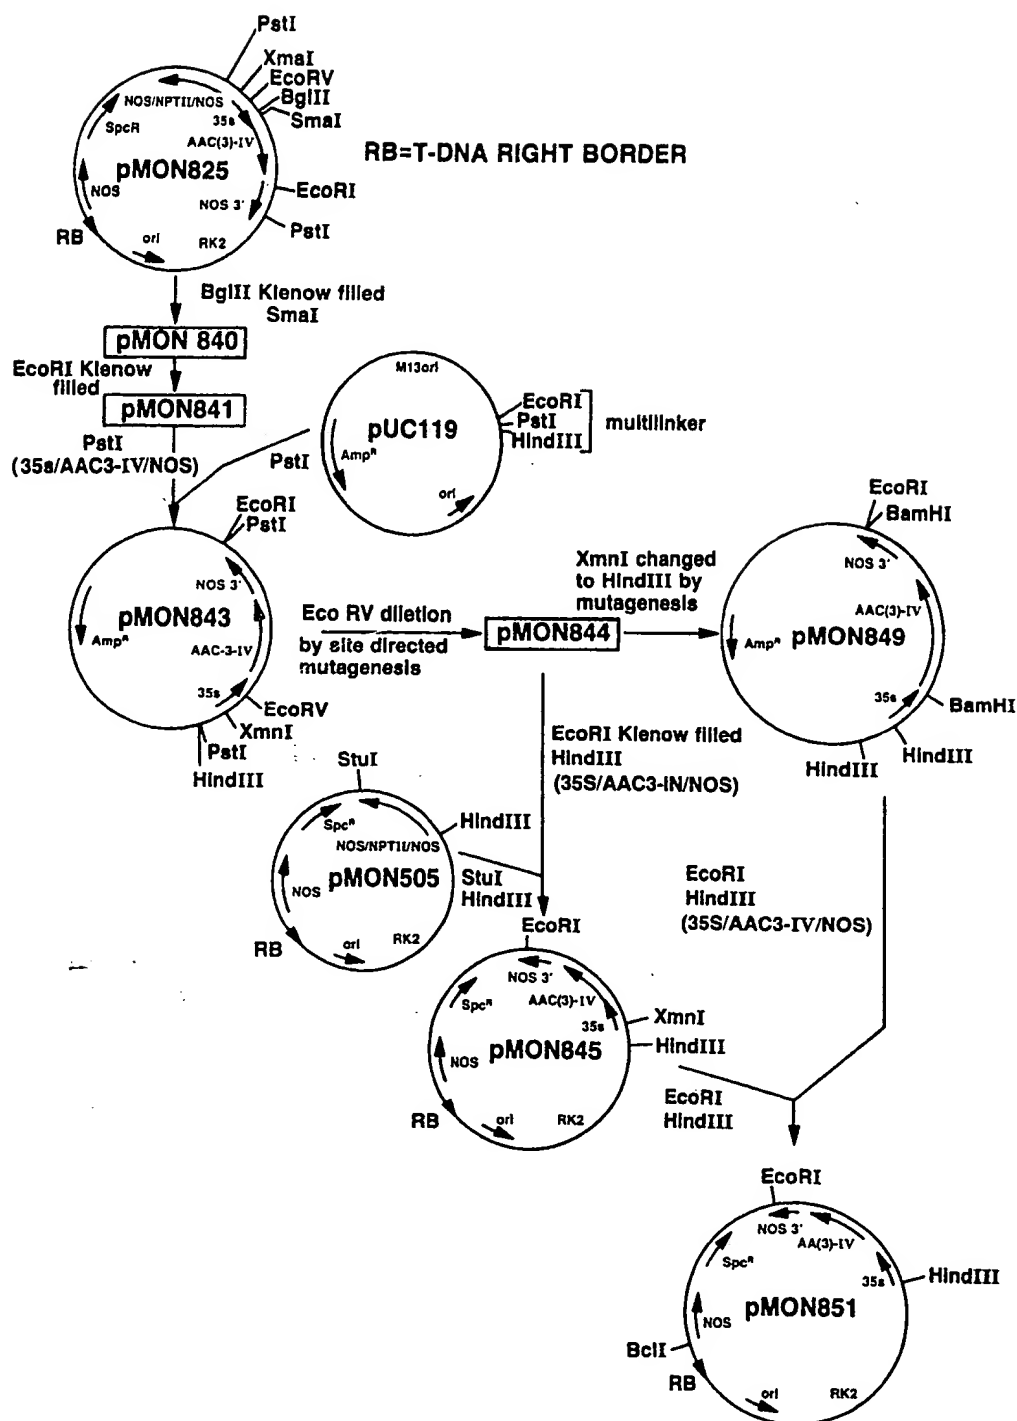 PstI
XmaI
EcoRV
BglII
SmaI
NOS/NPTII/NOS
35s
SpcR
AAC(3)-IV
pMON825
RB=T-DNA RIGHT BORDER
NOS
EcoRI
NOS 3'
PstI
RB
ori
RK2
BglII Klenow filled
SmaI
pMON 840
EcoRI Klenow
filled
pMON841
M13ori
EcoRI
PstI
HindIII
multilinker
pUC119
Amp^R
ori
PstI
(35s/AAC3-IV/NOS)
PstI
EcoRI
PstI
NOS 3'
pMON843
Amp^R
AAC-3-IV
35s
EcoRV
XmnI
PstI
HindIII
Eco RV diletion
by site directed
mutagenesis
pMON844
XmnI changed
to HindIII by
mutagenesis
EcoRI
BamHI
NOS 3'
AAC(3)-IV
Amp^R
pMON849
35s
BamHI
HindIII
HindIII
EcoRI Klenow filled
HindIII
(35S/AAC3-IN/NOS)
StuI
Spc^R
HindIII
NOS/NPTII/NOS
pMON505
NOS
StuI
HindIII
RB
ori
RK2
EcoRI
HindIII
(35S/AAC3-IV/NOS)
EcoRI
NOS 3'
Spc^R
AAC(3)-IV
35s
XmnI
HindIII
pMON845
NOS
RB
ori
RK2
EcoRI
HindIII
EcoRI
NOS 3'
AA(3)-IV
Spc^R
35s
HindIII
pMON851
NOS
BclI
RB
ori
RK2